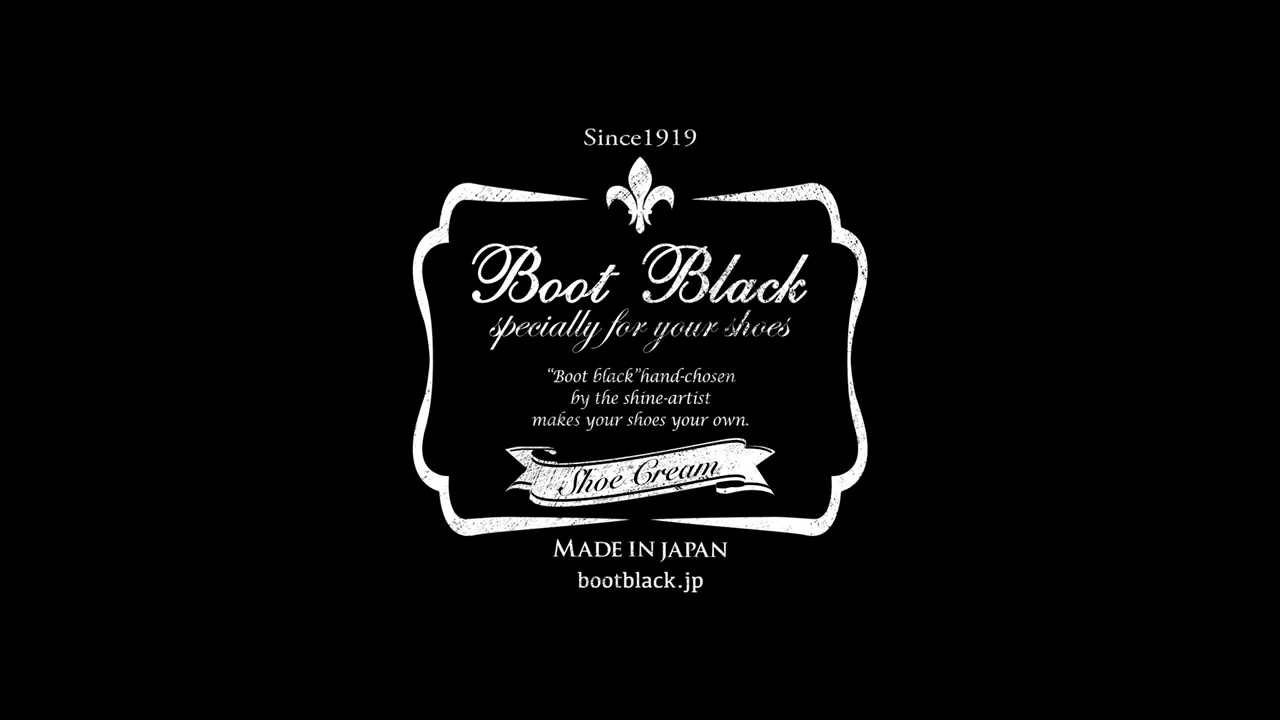 Since1919
Boot Black
specially for your shoes
“Boot black”hand-chosen
by the shine-artist
makes your shoes your own.
Shoe Cream
MADE IN JAPAN
bootblack.jp